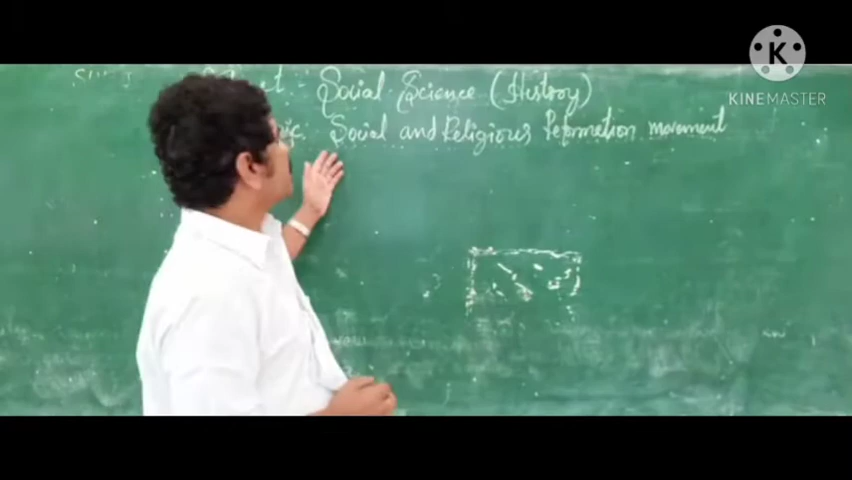 Social Science (History)
Social and Religious Reformation movement
K
KINEMASTER